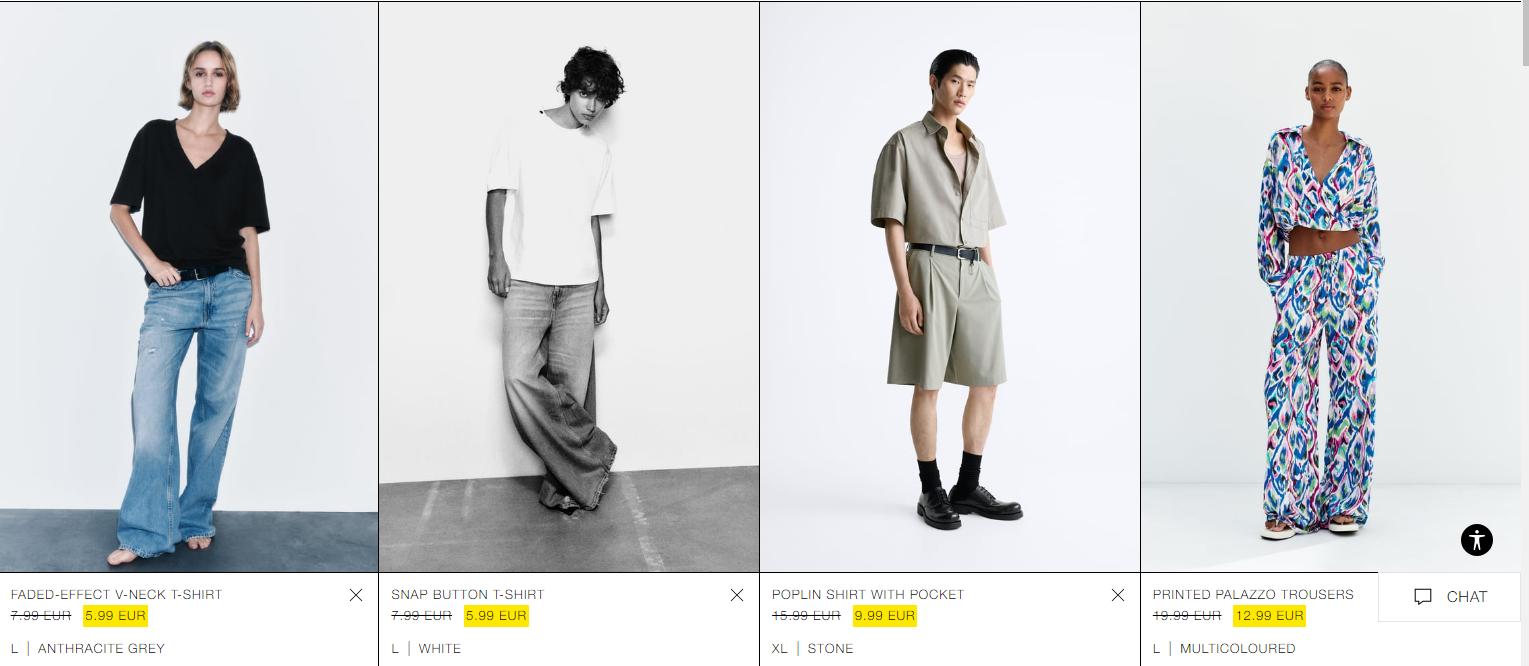 FADED-EFFECT V-NECK T-SHIRT
7.99 EUR 5.99 EUR
L | ANTHRACITE GREY
SNAP BUTTON T-SHIRT
7.99 EUR 5.99 EUR
L | WHITE
POPLIN SHIRT WITH POCKET
15.99 EUR 9.99 EUR
XL | STONE
PRINTED PALAZZO TROUSERS
19.99 EUR 12.99 EUR
L | MULTICOLOURED
CHAT